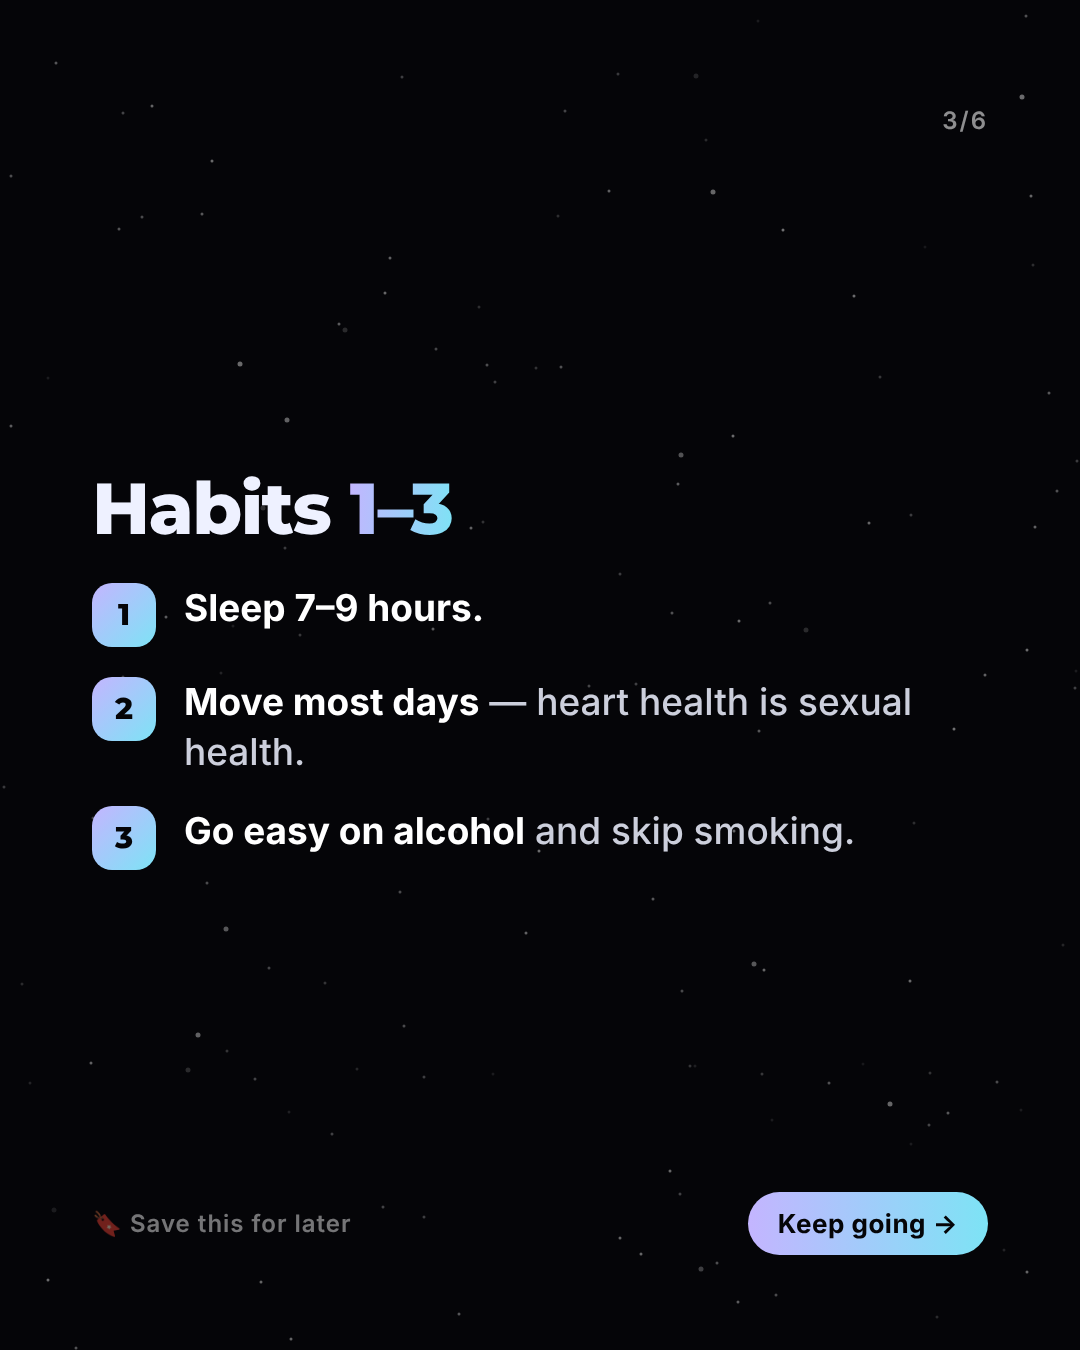 3/6
Habits 1–3
1 Sleep 7–9 hours.
2 Move most days — heart health is sexual
health.
3 Go easy on alcohol and skip smoking.
🔖 Save this for later
Keep going →